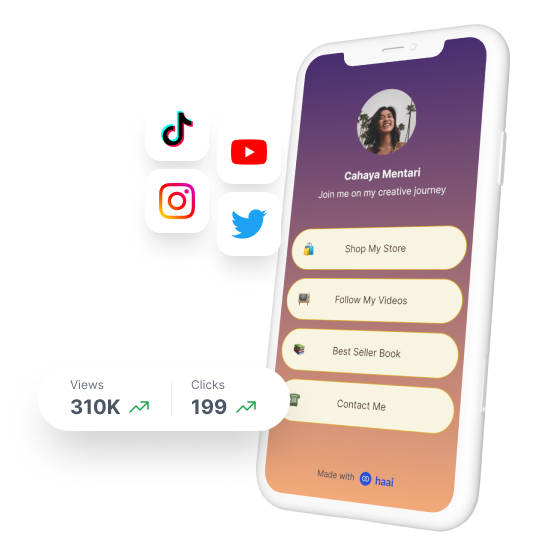 Cahaya Mentari
Join me on my creative journey
Shop My Store
Follow My Videos
Best Seller Book
Contact Me
Views
310K
Clicks
199
Made with haai